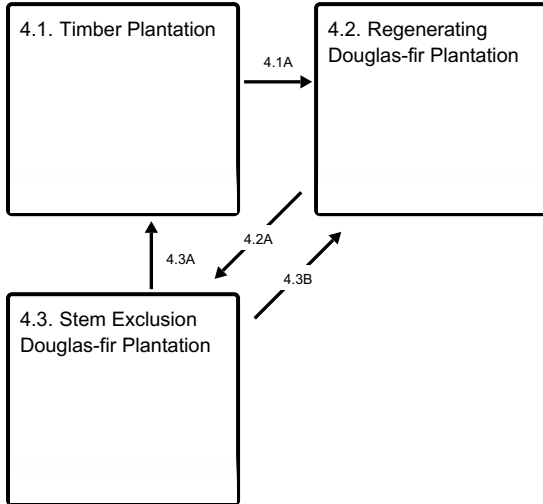 4.1. Timber Plantation
4.1A
4.2. Regenerating
Douglas-fir Plantation
4.2A
4.3A
4.3B
4.3. Stem Exclusion
Douglas-fir Plantation